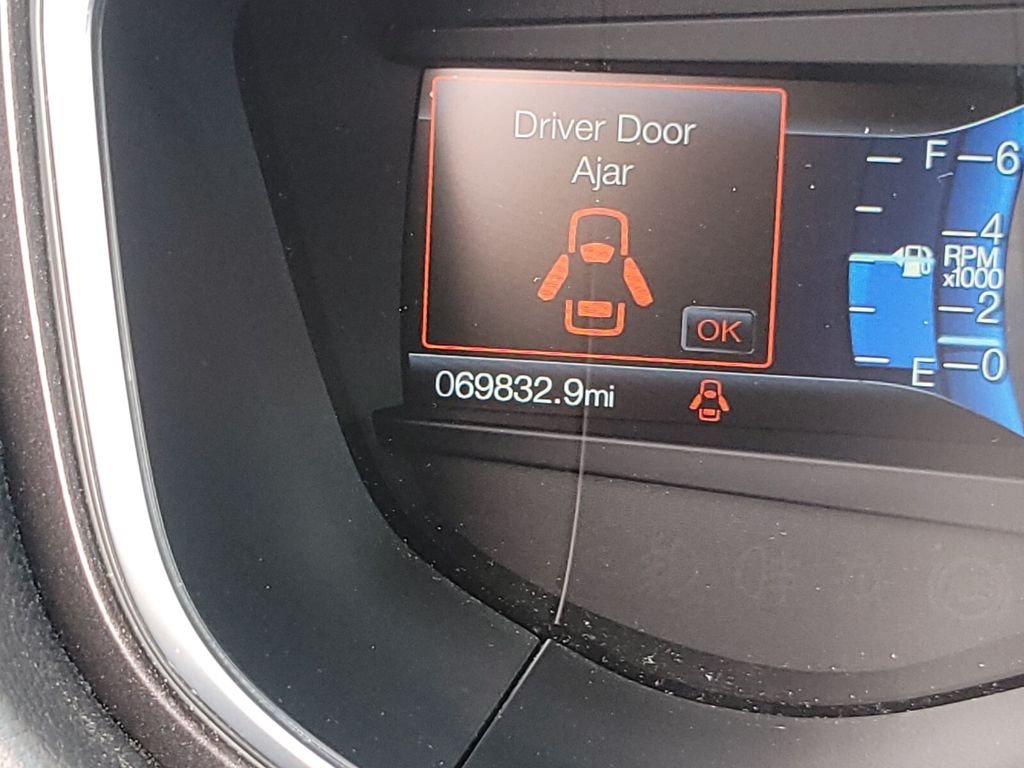 Driver Door
Ajar
OK
069832.9mi
F
E
6
4
RPM
x1000
2
0